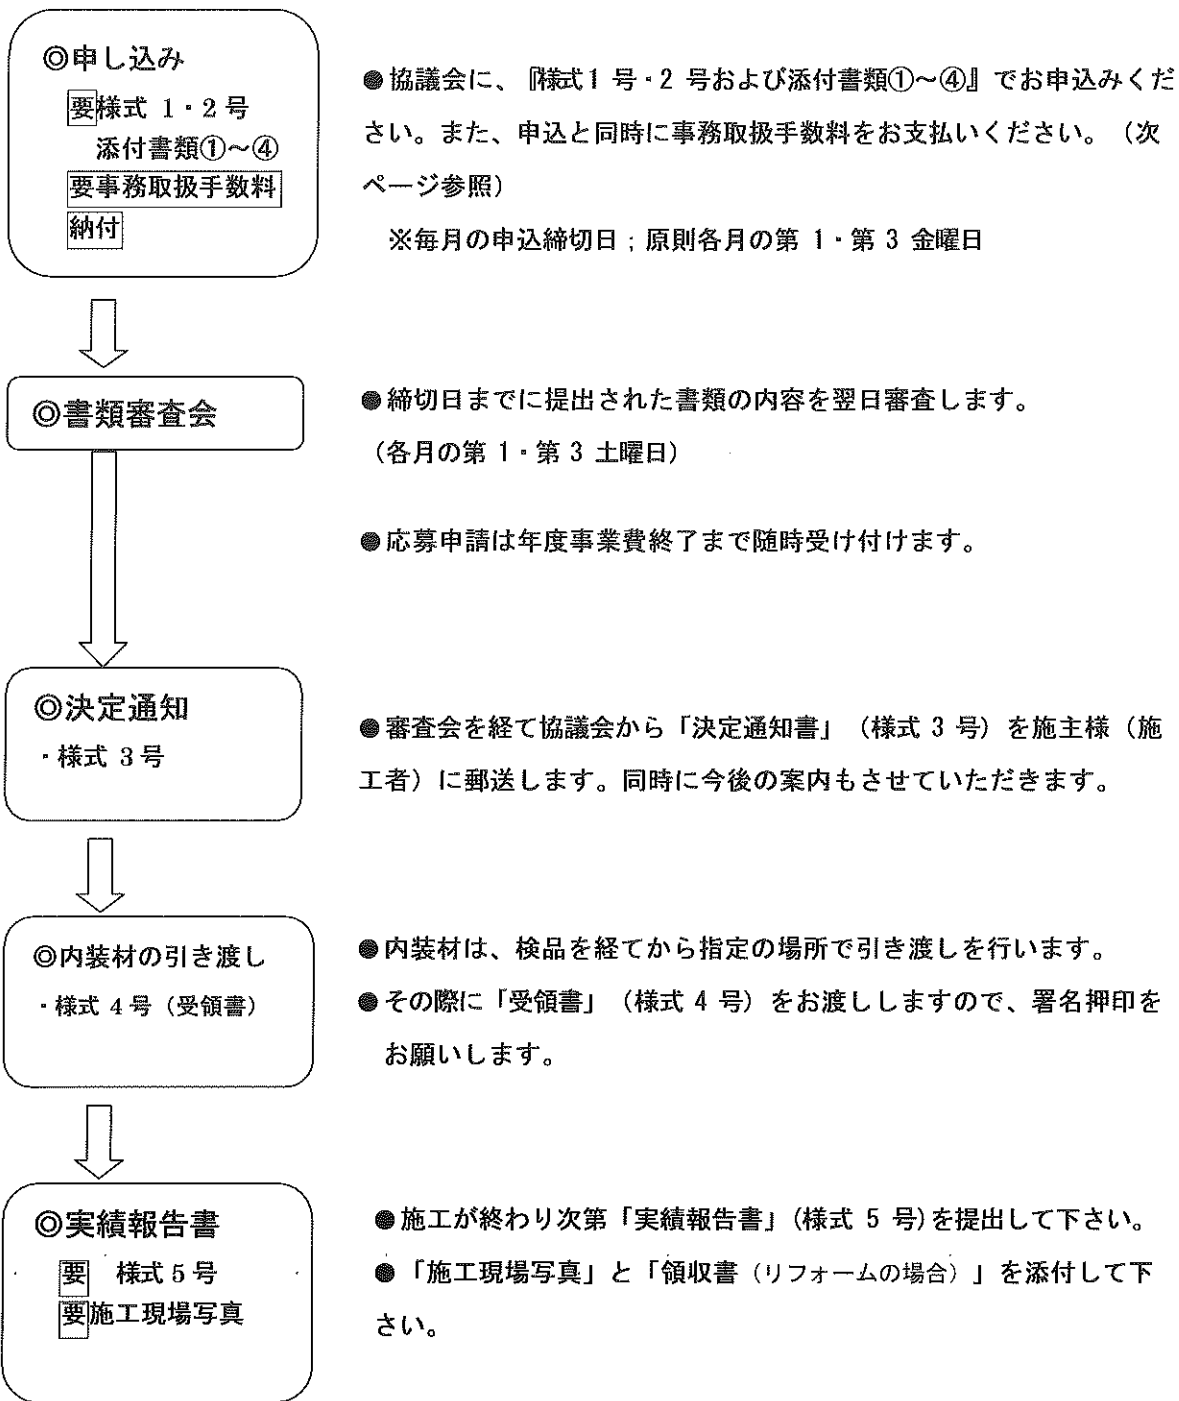 ◎申し込み
要様式 1・2号
添付書類①~④
要事務取扱手数料
納付
●協議会に、『様式1 号・2 号および添付書類①~④』でお申込みくだ
さい。また、申込と同時に事務取扱手数料をお支払いください。（次
ページ参照）
※毎月の申込締切日；原則各月の第 1・第 3 金曜日
◎書類審査会
●締切日までに提出された書類の内容を翌日審査します。
（各月の第 1・第 3 土曜日）
●応募申請は年度事業費終了まで随時受け付けます。
◎決定通知
・様式 3号
●審査会を経て協議会から「決定通知書」（様式 3 号）を施主様（施
工者）に郵送します。同時に今後の案内もさせていただきます。
◎内装材の引き渡し
・様式 4号（受領書）
●内装材は、検品を経てから指定の場所で引き渡しを行います。
●その際に「受領書」（様式 4 号）をお渡ししますので、署名押印を
お願いします。
◎実績報告書
要 様式5号
要施工現場写真
●施工が終わり次第「実績報告書」(様式 5 号)を提出して下さい。
●「施工現場写真」と「領収書（リフォームの場合）」を添付して下
さい。